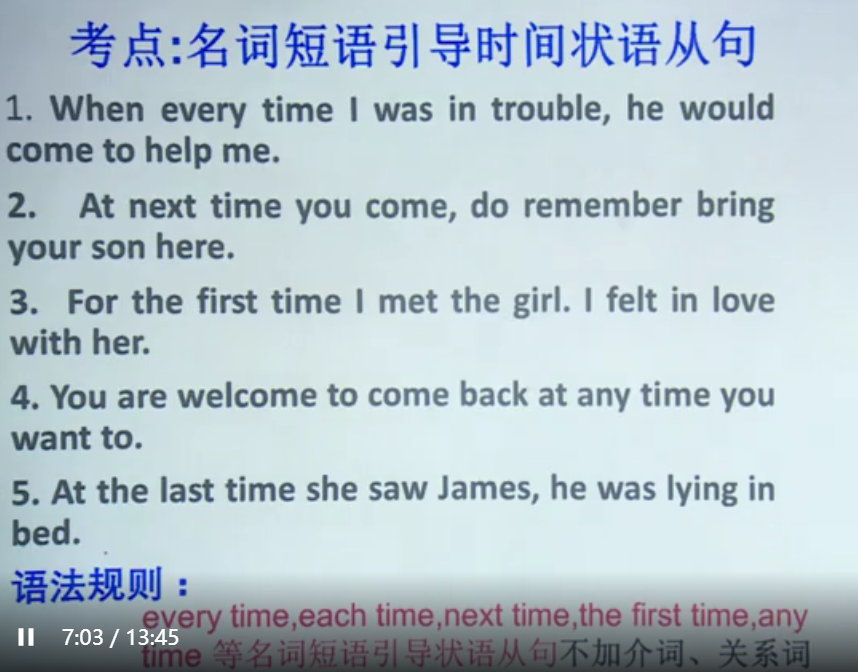 考点:名词短语引导时间状语从句
1. When every time I was in trouble, he would
come to help me.
2. At next time you come, do remember bring
your son here.
3. For the first time I met the girl. I felt in love
with her.
4. You are welcome to come back at any time you
want to.
5. At the last time she saw James, he was lying in
bed.
语法规则：
every time,each time,next time,the first time,any
7:03 / 13:45
time 等名词短语引导状语从句不加介词、关系词